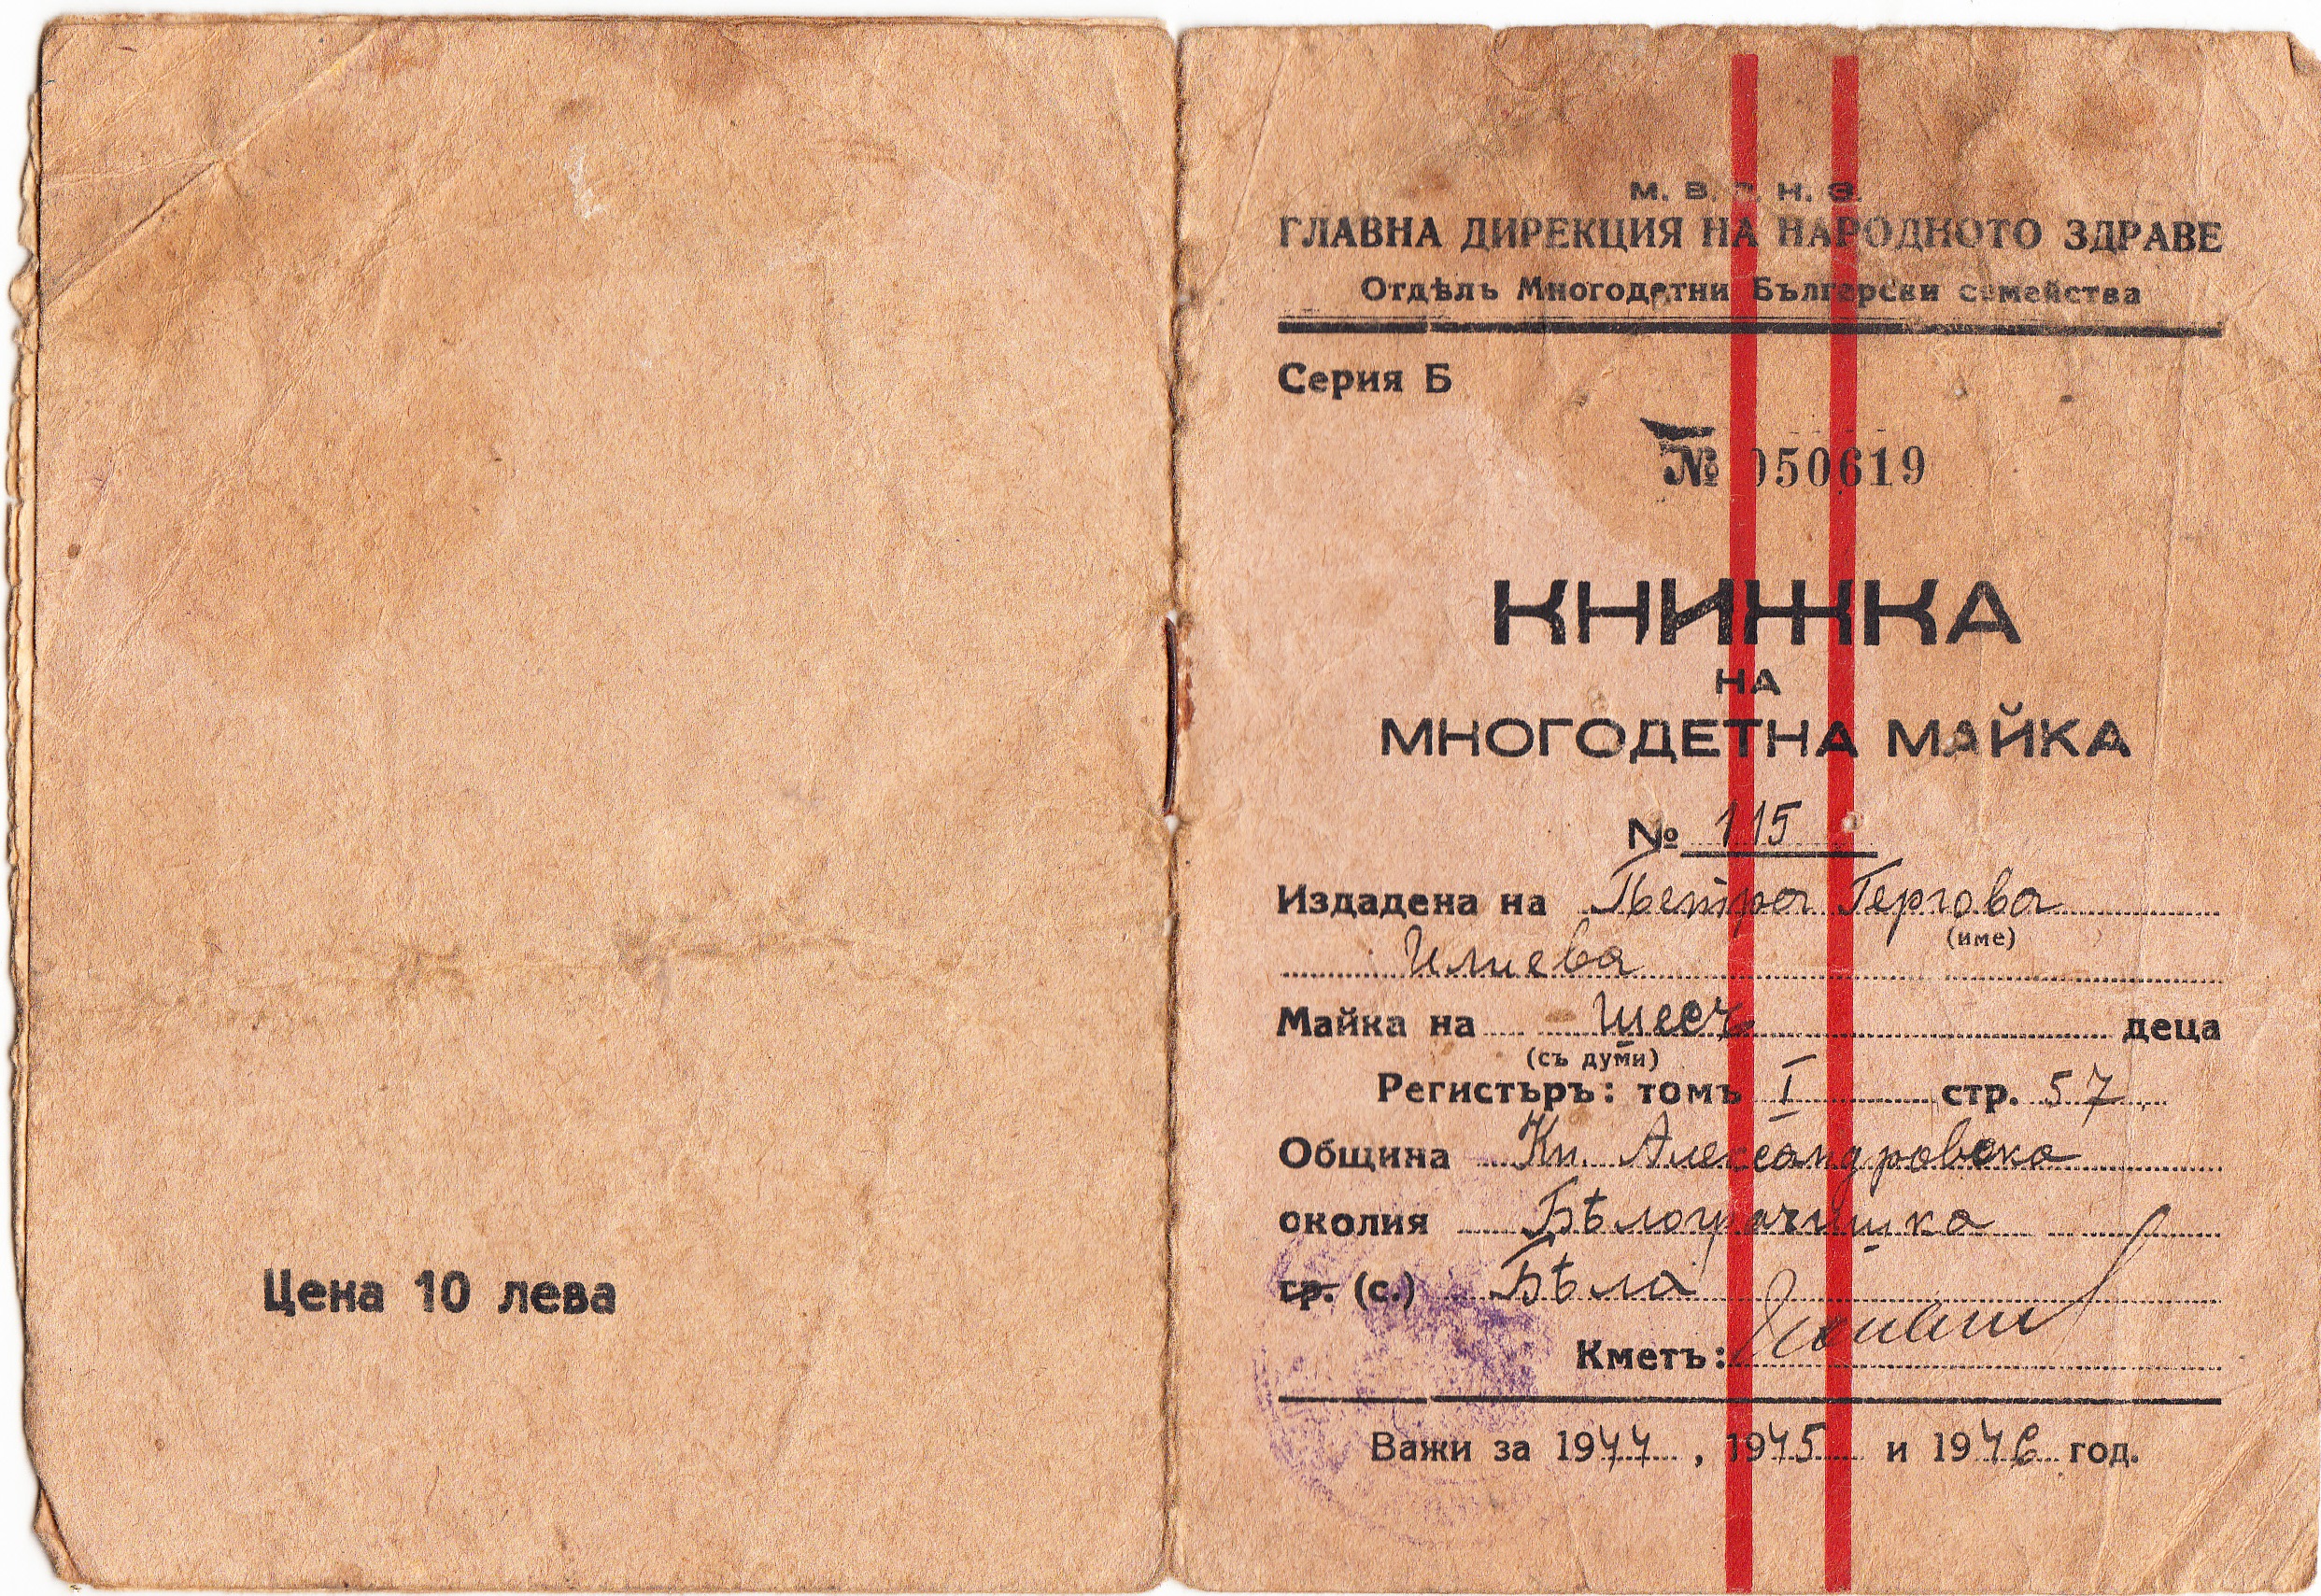 Цена 10 лева
М. В. Р. Н. З.
ГЛАВНА ДИРЕКЦИЯ НА НАРОДНОТО ЗДРАВЕ
Отдѣлъ Многодетни Български семейства
Серия Б
№ 050619
КНИЖКА
НА
МНОГОДЕТНА МАЙКА
№ 115
Издадена на Петра Гергова
(име)
Илиева
Майка на шест деца
(съ думи)
Регистъръ: томъ I стр. 57
Община Кн. Александровска
околия Бѣлоградчишка
гр. (с.) Бѣла
Кметъ:
Важи за 1944, 1945 и 1946 год.